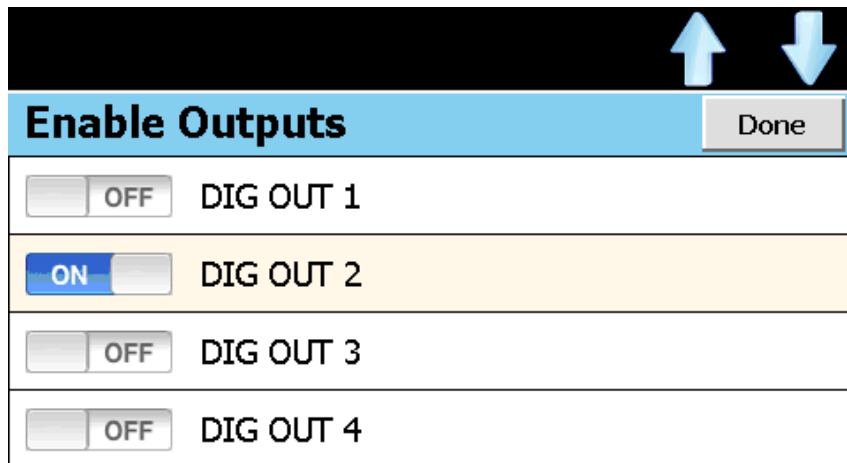 Enable Outputs Done
OFF DIG OUT 1
ON DIG OUT 2
OFF DIG OUT 3
OFF DIG OUT 4